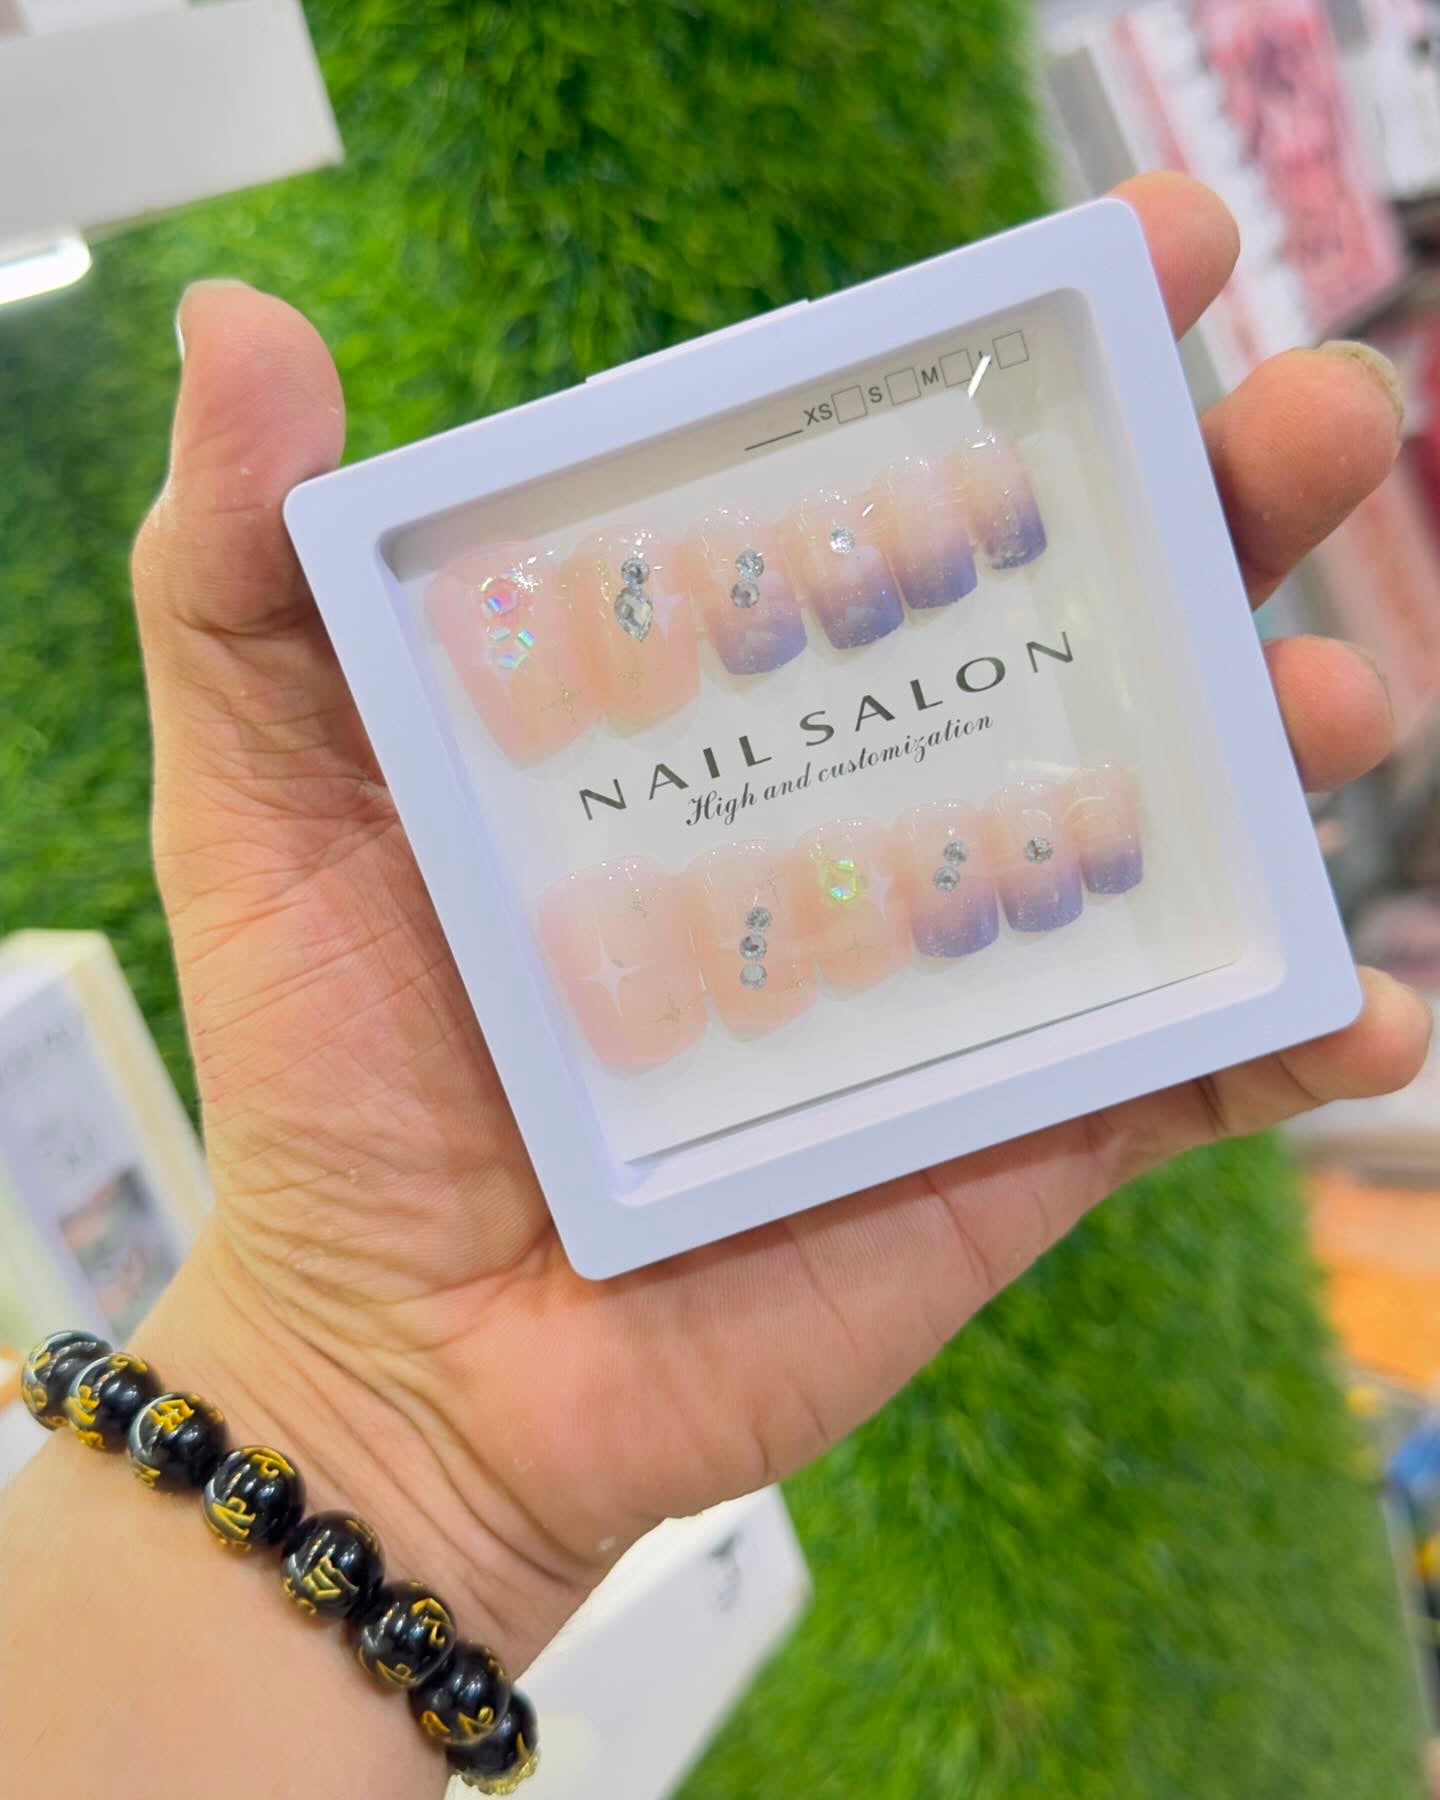 XS S M L
NAIL SALON
High and customization